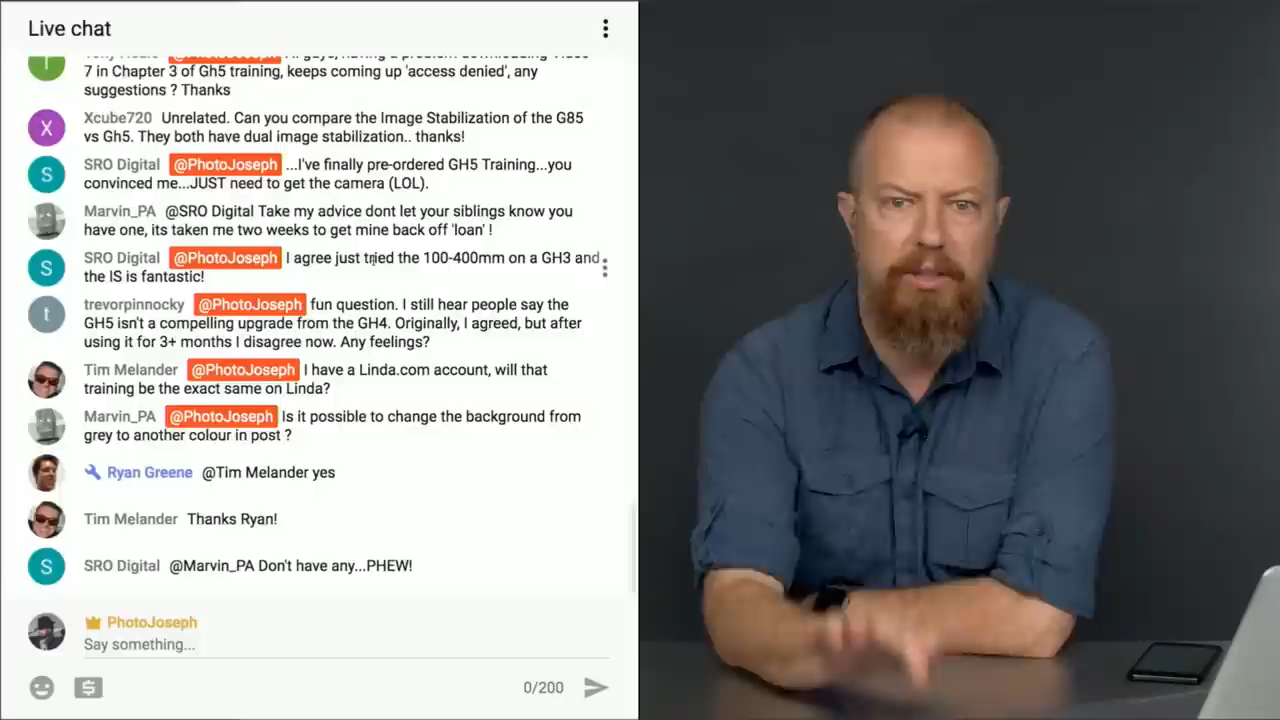 Live chat
@PhotoJoseph
7 in Chapter 3 of Gh5 training, keeps coming up 'access denied', any
suggestions ? Thanks
X
Xcube720 Unrelated. Can you compare the Image Stabilization of the G85
vs Gh5. They both have dual image stabilization.. thanks!
S
SRO Digital @PhotoJoseph ...I've finally pre-ordered GH5 Training...you
convinced me...JUST need to get the camera (LOL).
Marvin_PA @SRO Digital Take my advice dont let your siblings know you
have one, its taken me two weeks to get mine back off 'loan' !
S
SRO Digital @PhotoJoseph I agree just tried the 100-400mm on a GH3 and
the IS is fantastic!
t
trevorpinnocky @PhotoJoseph fun question. I still hear people say the
GH5 isn't a compelling upgrade from the GH4. Originally, I agreed, but after
using it for 3+ months I disagree now. Any feelings?
Tim Melander @PhotoJoseph I have a Linda.com account, will that
training be the exact same on Linda?
Marvin_PA @PhotoJoseph Is it possible to change the background from
grey to another colour in post ?
Ryan Greene @Tim Melander yes
Tim Melander Thanks Ryan!
S
SRO Digital @Marvin_PA Don't have any...PHEW!
PhotoJoseph
Say something...
$
0/200